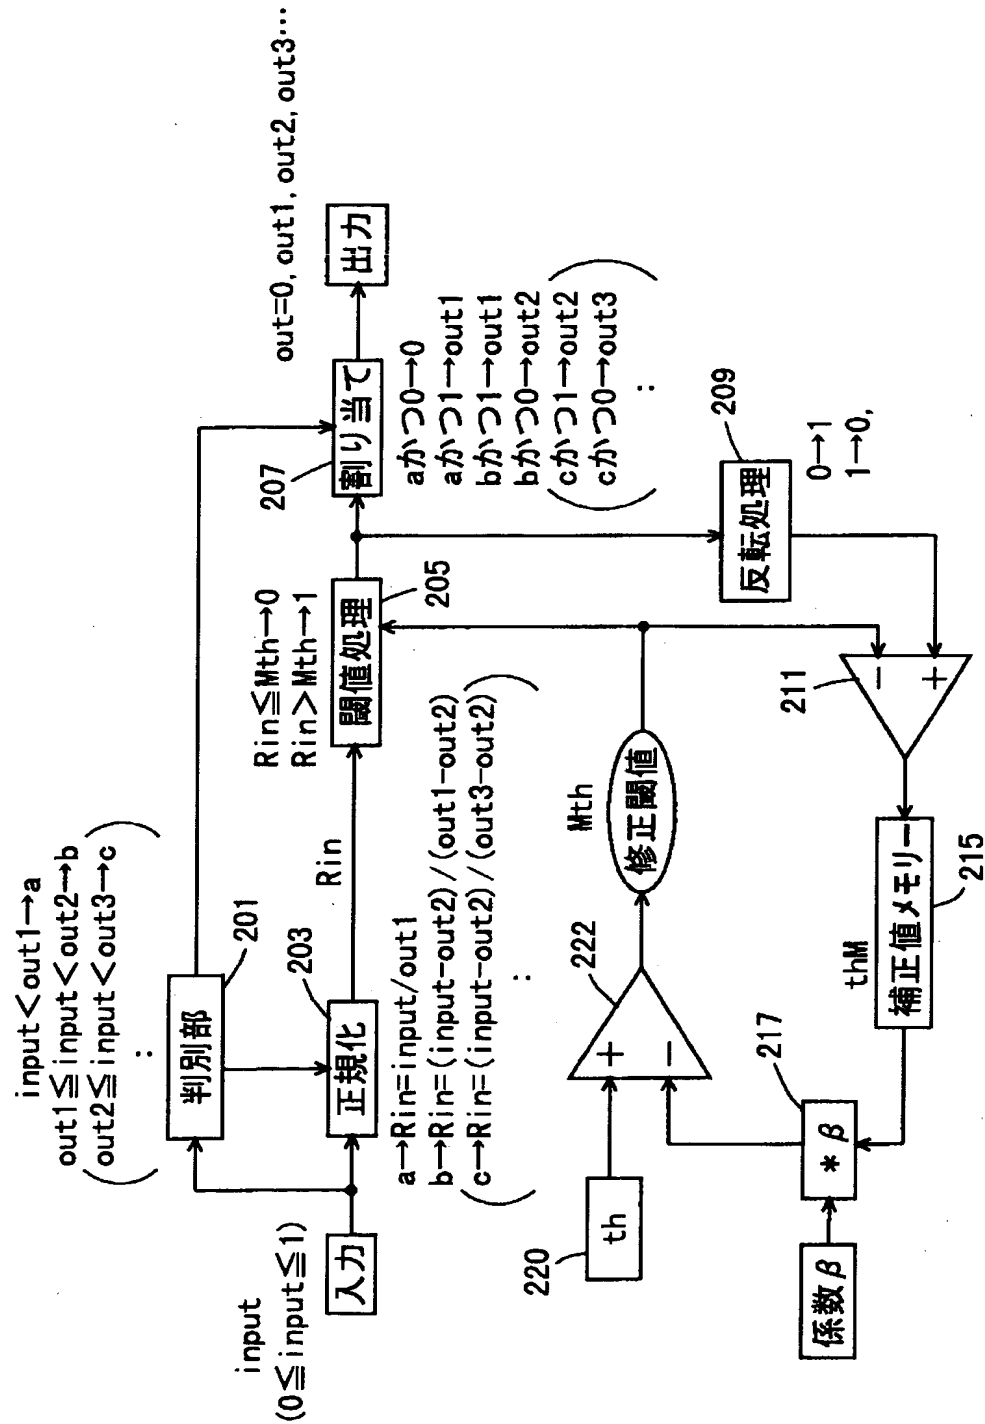 input
(0≦input≦1)
入力
input<out1→a
out1≦input<out2→b
out2≦input<out3→c
:
判別部
201
正規化
203
a→Rin=input/out1
b→Rin=(input-out2)/(out1-out2)
c→Rin=(input-out2)/(out3-out2)
:
Rin
Rin≦Mth→0
Rin>Mth→1
閾値処理
205
207
割り当て
aかつ0→0
aかつ1→out1
bかつ1→out1
bかつ0→out2
cかつ1→out2
cかつ0→out3
:
出力
out=0, out1, out2, out3…
209
反転処理
0→1
1→0,
211
−
+
thM
補正値メモリー
215
217
*β
係数β
220
th
222
+
−
Mth
修正閾値